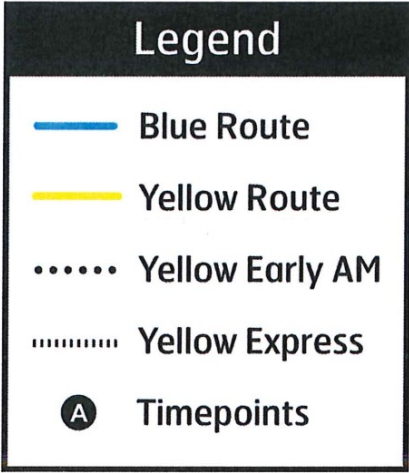 Legend
Blue Route
Yellow Route
Yellow Early AM
Yellow Express
A Timepoints